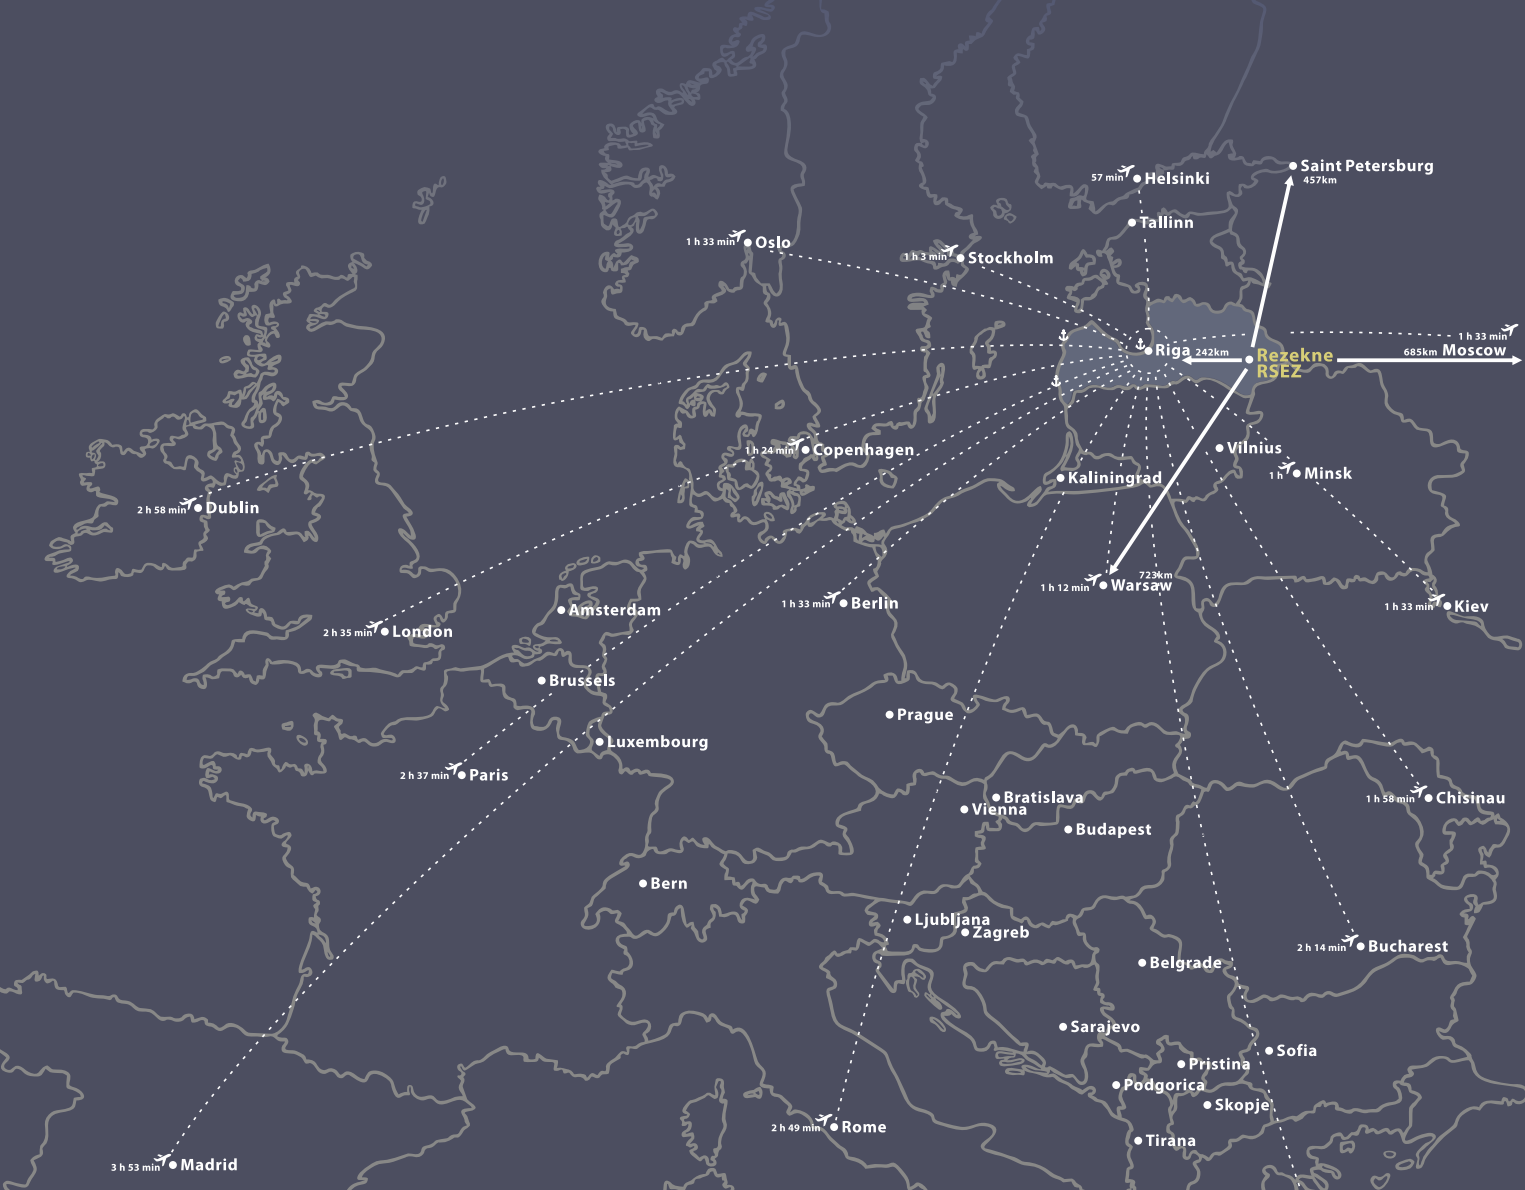 Saint Petersburg
457km
57 min Helsinki
Tallinn
1 h 33 min Oslo
1 h 3 min Stockholm
1 h 33 min
Riga 242km
Rezekne
RSEZ
685km Moscow
1 h 24 min Copenhagen
Vilnius
1 h Minsk
Kaliningrad
2 h 58 min Dublin
723km
1 h 12 min Warsaw
1 h 33 min Berlin
1 h 33 min Kiev
Amsterdam
2 h 35 min London
Brussels
Prague
Luxembourg
2 h 37 min Paris
Bratislava
Vienna
1 h 58 min Chisinau
Budapest
Bern
Ljubljana
Zagreb
2 h 14 min Bucharest
Belgrade
Sarajevo
Sofia
Pristina
Podgorica
Skopje
2 h 49 min Rome
Tirana
3 h 53 min Madrid